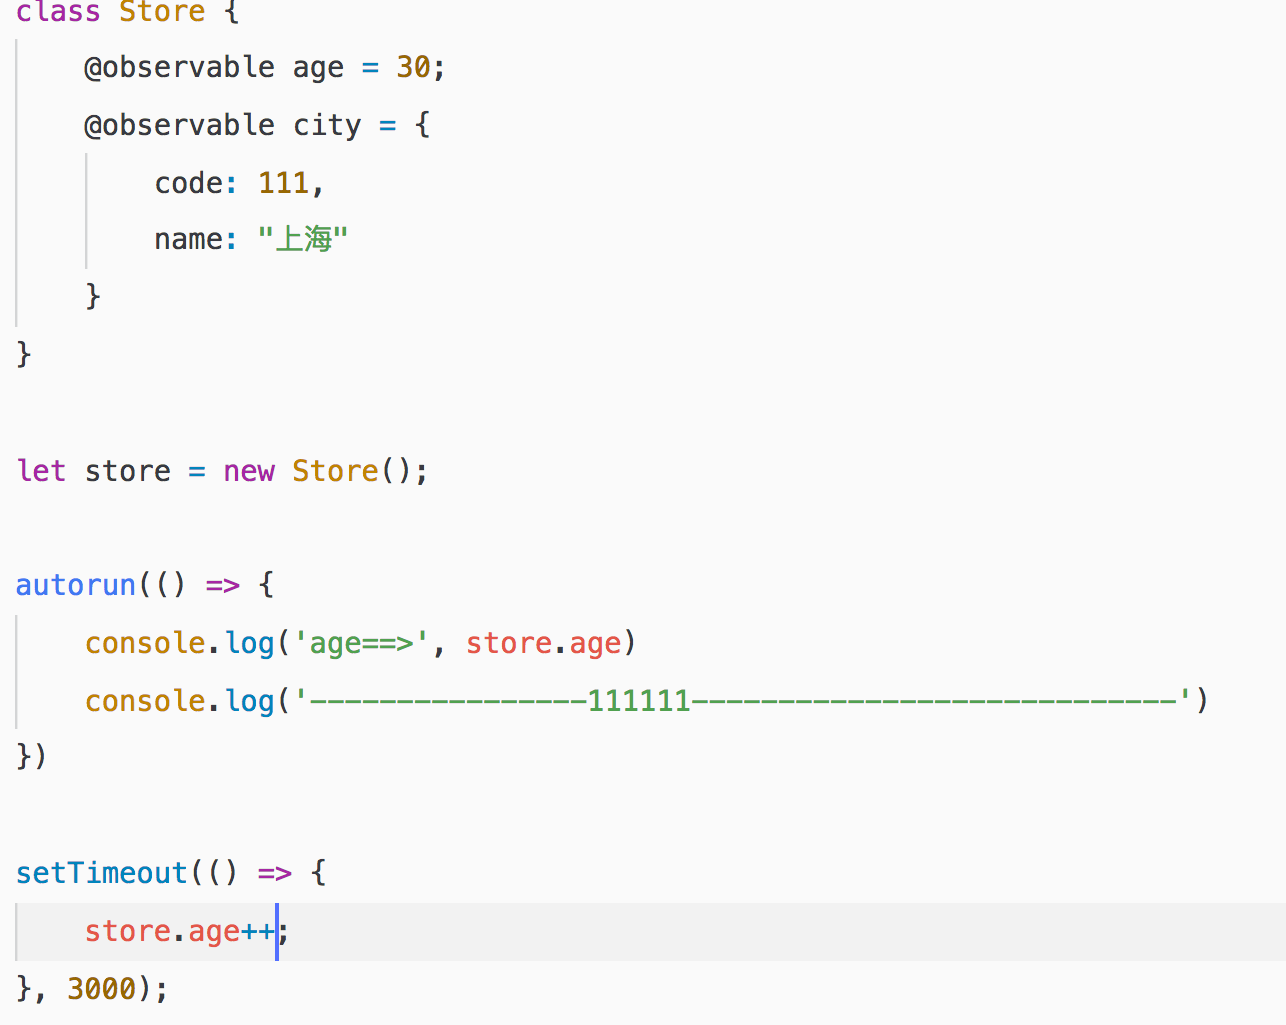 class Store {
@observable age = 30;
@observable city = {
code: 111,
name: "上海"
}
}
let store = new Store();
autorun(() => {
console.log('age==>', store.age)
console.log('----------------111111----------------------------')
})
setTimeout(() => {
store.age++;
}, 3000);